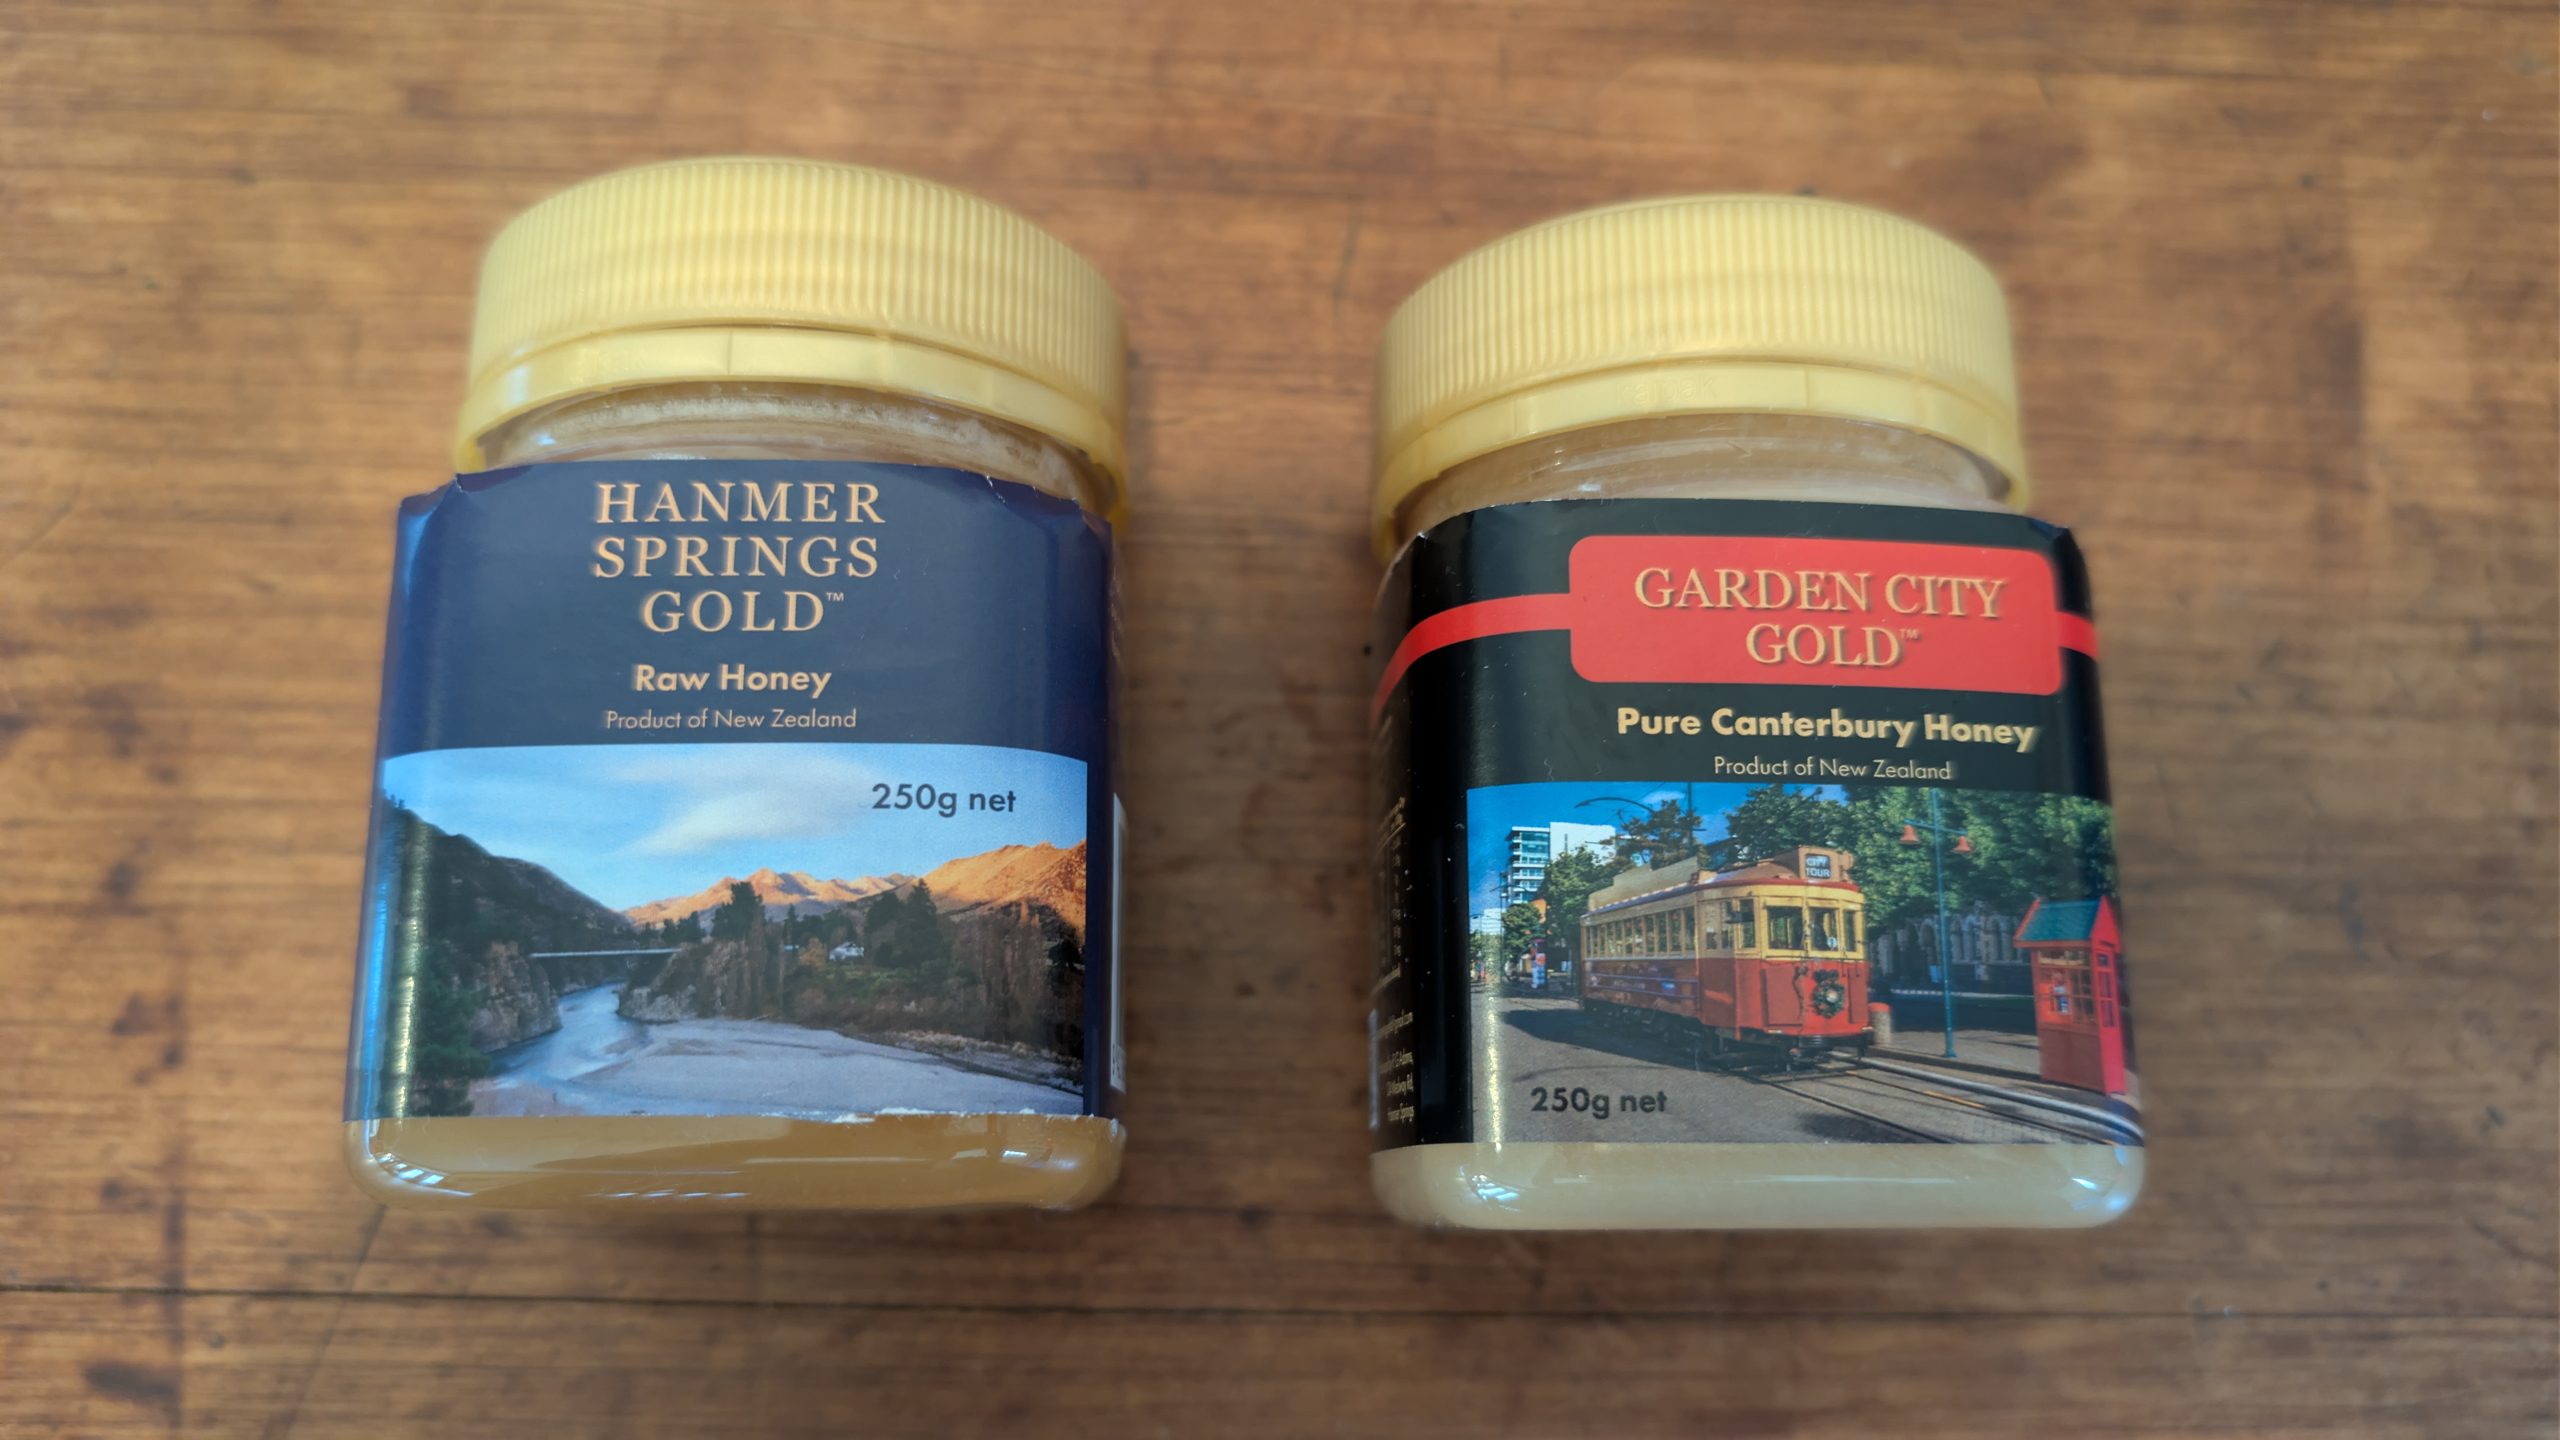 HANMER
SPRINGS
GOLD™
Raw Honey
Product of New Zealand
250g net
kaipak
GARDEN CITY
GOLD™
Pure Canterbury Honey
Product of New Zealand
CITY
TOUR
250g net